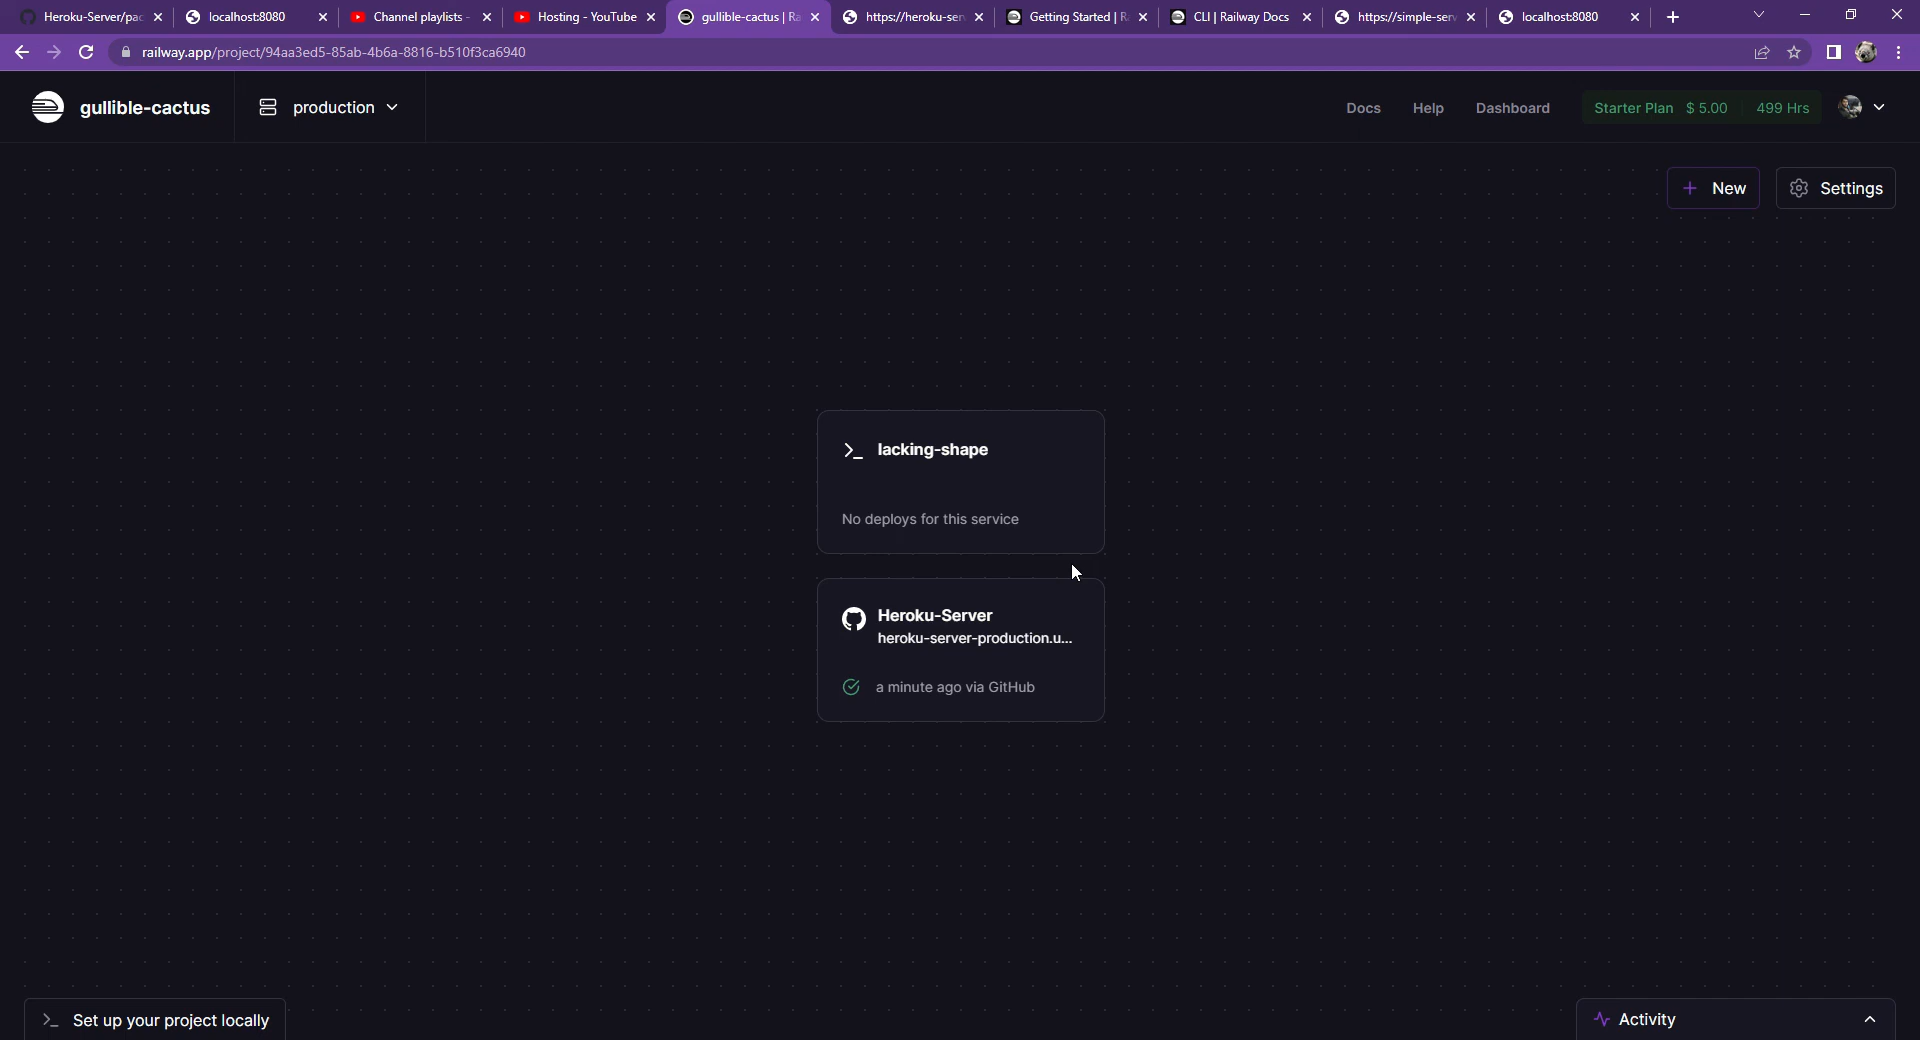 Heroku-Server/pac
localhost:8080
Channel playlists -
Hosting - YouTube
gullible-cactus | Ra
https://heroku-ser
Getting Started | R
CLI | Railway Docs
https://simple-serv
localhost:8080
railway.app/project/94aa3ed5-85ab-4b6a-8816-b510f3ca6940
gullible-cactus
production
Docs
Help
Dashboard
Starter Plan $ 5.00 499 Hrs
New
Settings
lacking-shape
No deploys for this service
Heroku-Server
heroku-server-production.u...
a minute ago via GitHub
Set up your project locally
Activity